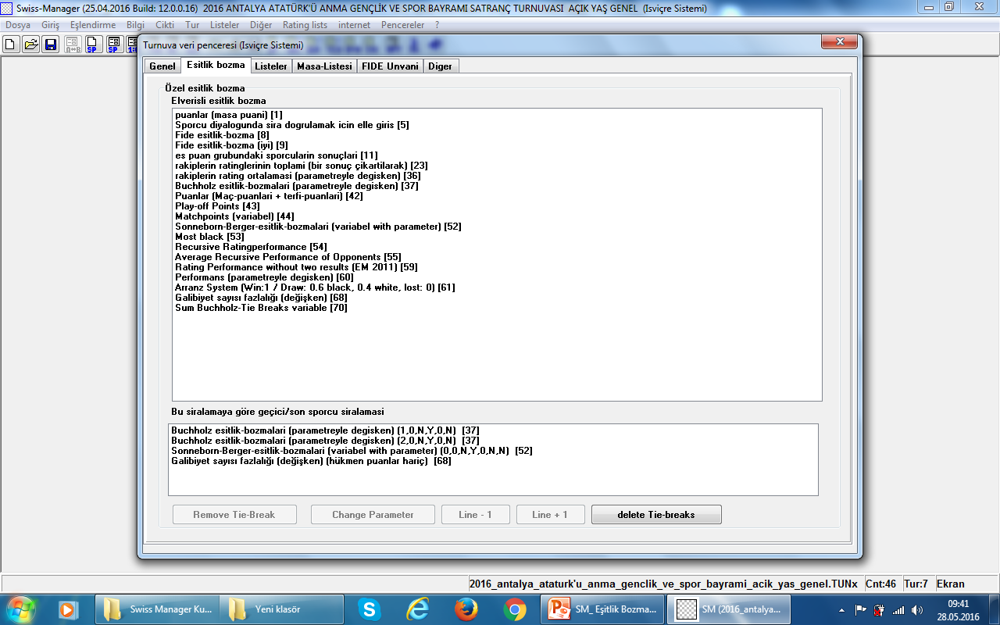 Swiss-Manager (25.04.2016 Build: 12.0.0.16)  2016 ANTALYA ATATÜRK'Ü ANMA GENÇLİK VE SPOR BAYRAMI SATRANÇ TURNUVASI  AÇIK YAŞ GENEL  (Isviçre Sistemi)
Dosya Giriş Eşlendirme Bilgi Cikti Tur Listeler Diğer Rating lists internet Pencereler ?
SP SP 1:0
Turnuva veri penceresi (Isviçre Sistemi)
Genel Esitlik bozma Listeler Masa-Listesi FIDE Unvani Diger
Özel esitlik bozma
Elverisli esitlik bozma
puanlar (masa puani) [1]
Sporcu diyalogunda sira dogrulamak icin elle giris [5]
Fide esitlik-bozma [8]
Fide esitlik-bozma (iyi) [9]
es puan grubundaki sporcularin sonuçlari [11]
rakiplerin ratinglerinin toplami (bir sonuç çikartilarak) [23]
rakiplerin rating ortalamasi (parametreyle degisken) [36]
Buchholz esitlik-bozmalari (parametreyle degisken) [37]
Puanlar (Maç-puanlari + terfi-puanlari) [42]
Play-off Points [43]
Matchpoints (variabel) [44]
Sonneborn-Berger-esitlik-bozmalari (variabel with parameter) [52]
Most black [53]
Recursive Ratingperformance [54]
Average Recursive Performance of Opponents [55]
Rating Performance without two results (EM 2011) [59]
Performans (parametreyle degisken) [60]
Arranz System (Win:1 / Draw: 0.6 black, 0.4 white, lost: 0) [61]
Galibiyet sayısı fazlalığı (değişken) [68]
Sum Buchholz-Tie Breaks variable [70]
Bu siralamaya göre geçici/son sporcu siralamasi
Buchholz esitlik-bozmalari (parametreyle degisken) (1,0,N,Y,0,N)  [37]
Buchholz esitlik-bozmalari (parametreyle degisken) (2,0,N,Y,0,N)  [37]
Sonneborn-Berger-esitlik-bozmalari (variabel with parameter) (0,0,N,Y,0,N,N)  [52]
Galibiyet sayısı fazlalığı (değişken) (hükmen puanlar hariç)  [68]
Remove Tie-Break Change Parameter Line - 1 Line + 1 delete Tie-breaks
2016_antalya_ataturk'u_anma_genclik_ve_spor_bayrami_acik_yas_genel.TUNx Cnt:46 Tur:7 Ekran
Swiss Manager Ku... Yeni klasör SM_ Eşitlik Bozma... SM (2016_antalya... 09:41
28.05.2016